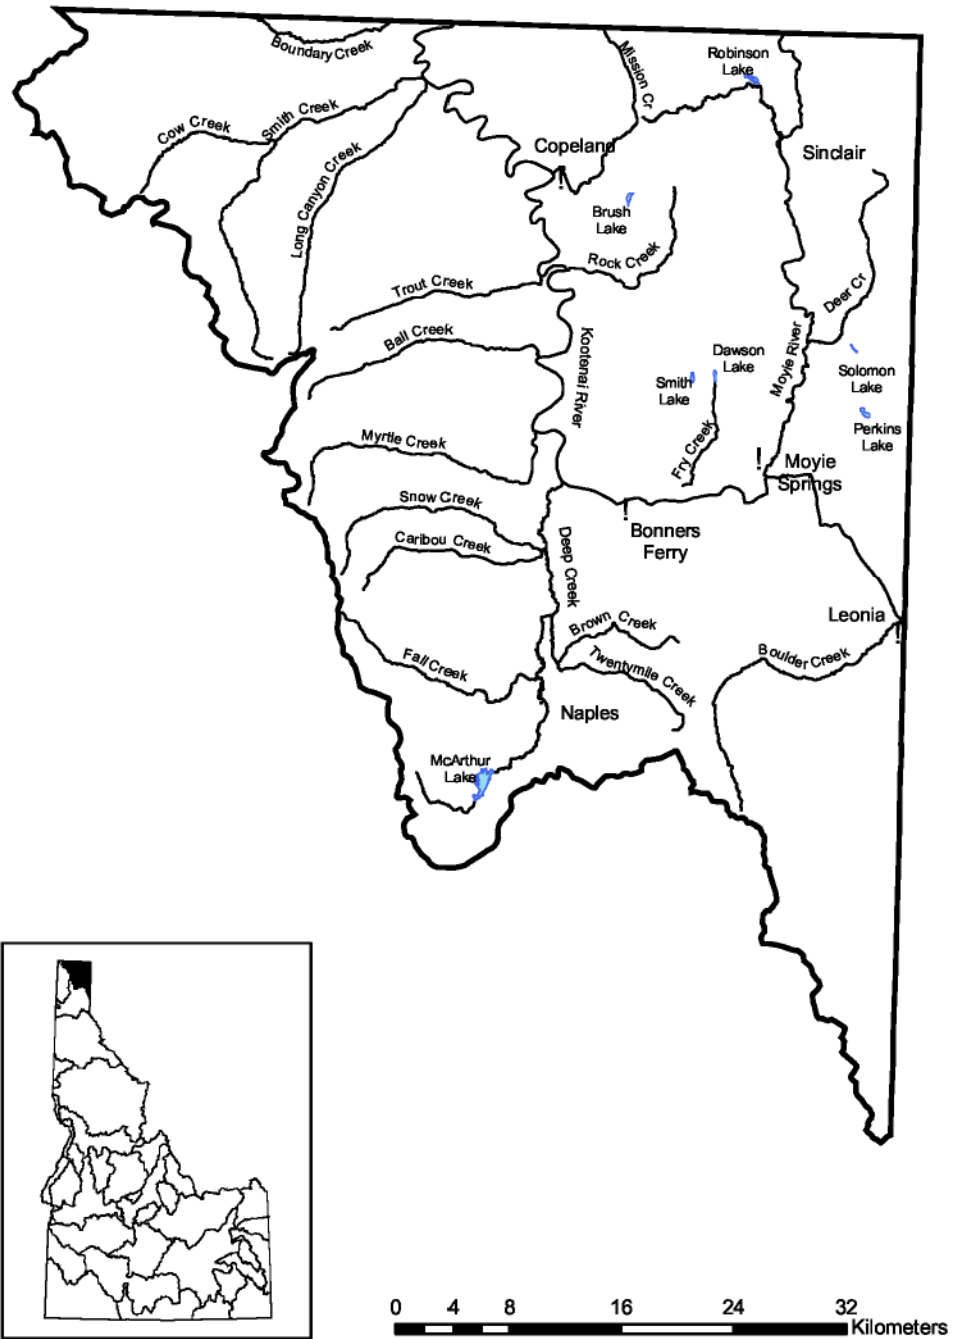 Boundary Creek
Mission Cr
Robinson
Lake
Smith Creek
Cow Creek
Copeland
!
Sinclair
Long Canyon Creek
Brush
Lake
Rock Creek
Trout Creek
Deer Cr
Ball Creek
Kootenai River
Moyie River
Dawson
Lake
Smith
Lake
Solomon
Lake
Perkins
Lake
Fry Creek
Myrtle Creek
!
Moyie
Springs
Snow Creek
!
Bonners
Ferry
Caribou Creek
Deep Creek
Leonia
!
Brown Creek
Boulder Creek
Fall Creek
Twentymile Creek
Naples
McArthur
Lake
0 4 8 16 24 32
Kilometers